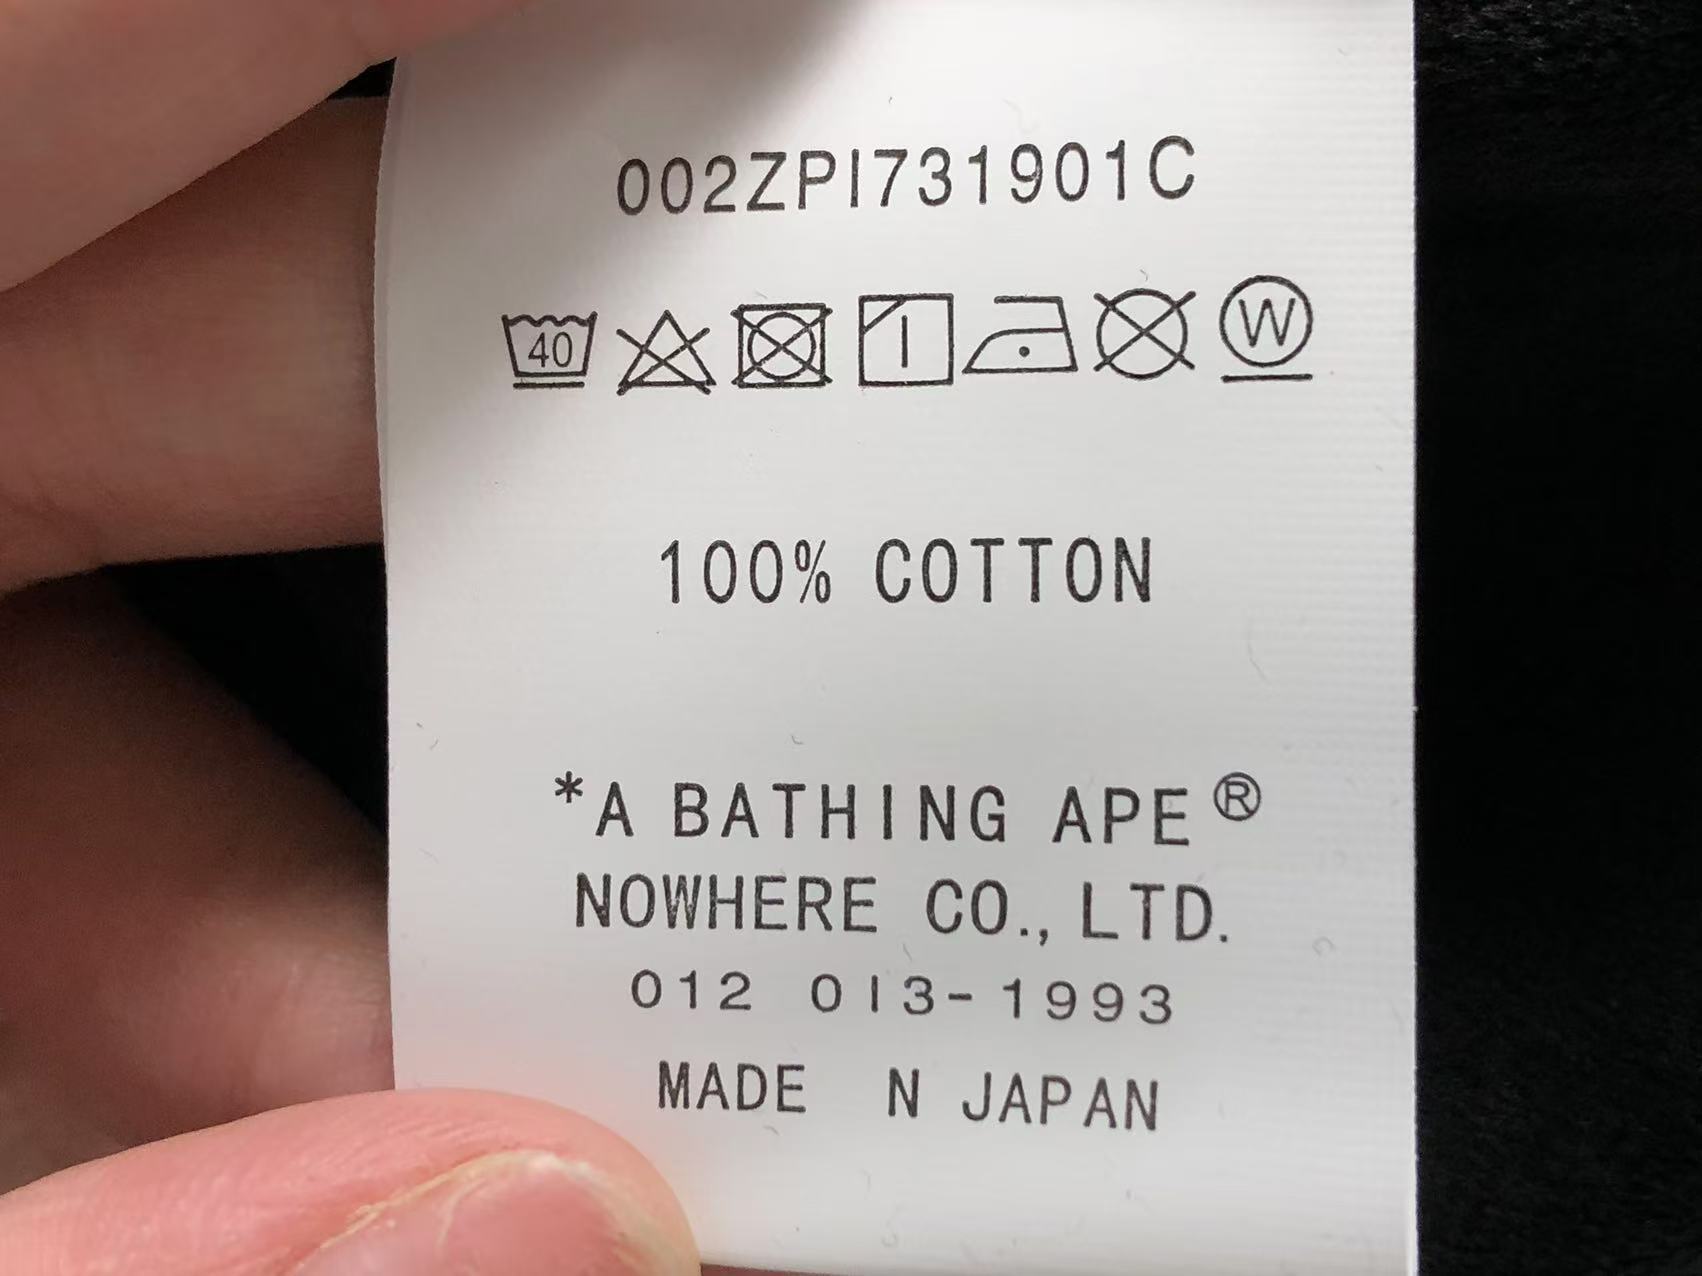 002ZPI731901C
40 W
100% COTTON
*A BATHING APE®
NOWHERE CO., LTD.
012 013-1993
MADE N JAPAN